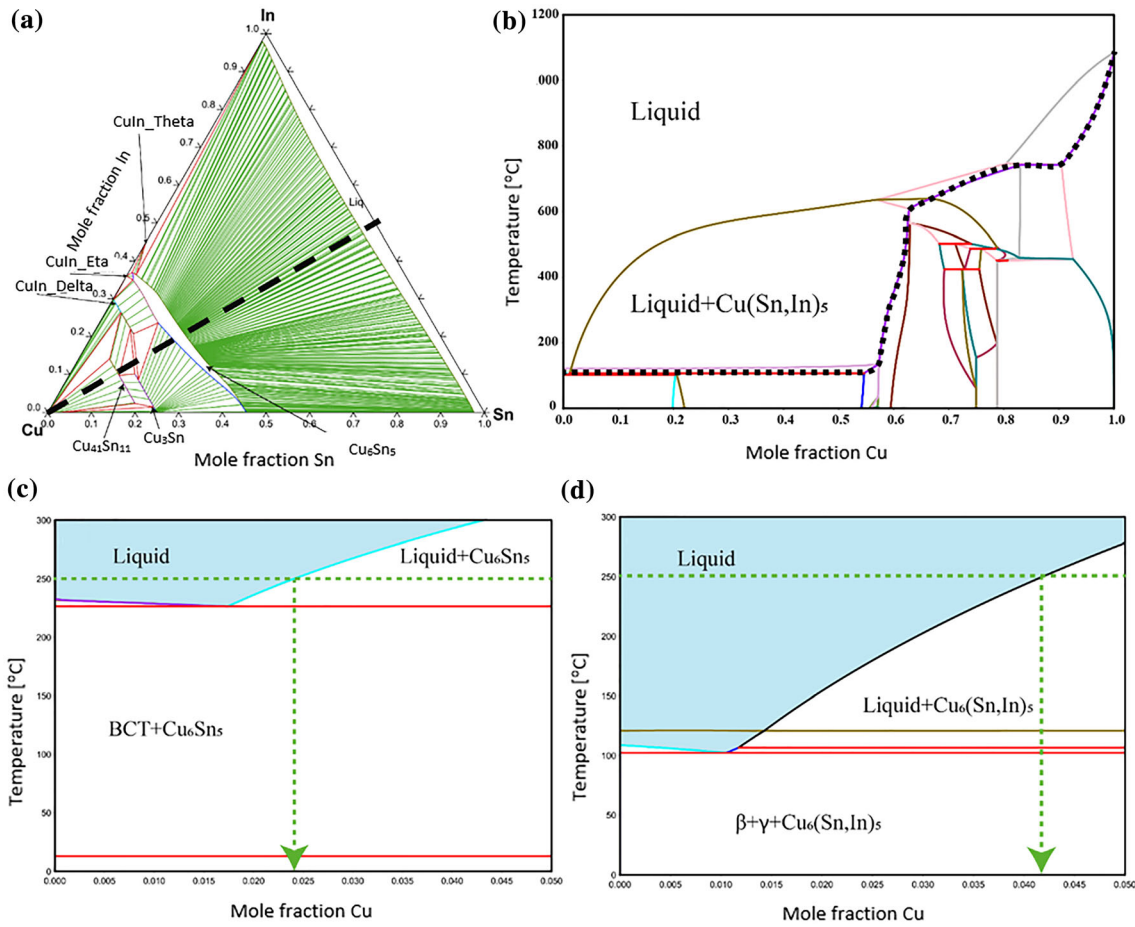 (a)
In
1.0
0.9
0.8
0.7
0.6
0.5
0.4
0.3
0.2
0.1
0.0
Mole fraction In
CuIn_Theta
CuIn_Eta
CuIn_Delta
Liq
Cu
Sn
0.0
0.1
0.2
0.3
0.4
0.5
0.6
0.7
0.8
0.9
1.0
Cu₄₁Sn₁₁
Cu₃Sn
Cu₆Sn₅
Mole fraction Sn
(b)
1200
000
800
600
400
200
0
Temperature [°C]
Liquid
Liquid+Cu(Sn,In)₅
0.0
0.1
0.2
0.3
0.4
0.5
0.6
0.7
0.8
0.9
1.0
Mole fraction Cu
(c)
300
250
200
150
100
50
0
Temperature [°C]
Liquid
Liquid+Cu₆Sn₅
BCT+Cu₆Sn₅
0.000
0.005
0.010
0.015
0.020
0.025
0.030
0.035
0.040
0.045
0.050
Mole fraction Cu
(d)
300
250
200
150
100
50
0
Temperature [°C]
Liquid
Liquid+Cu₆(Sn,In)₅
β+γ+Cu₆(Sn,In)₅
0.000
0.005
0.010
0.015
0.020
0.025
0.030
0.035
0.040
0.045
0.050
Mole fraction Cu